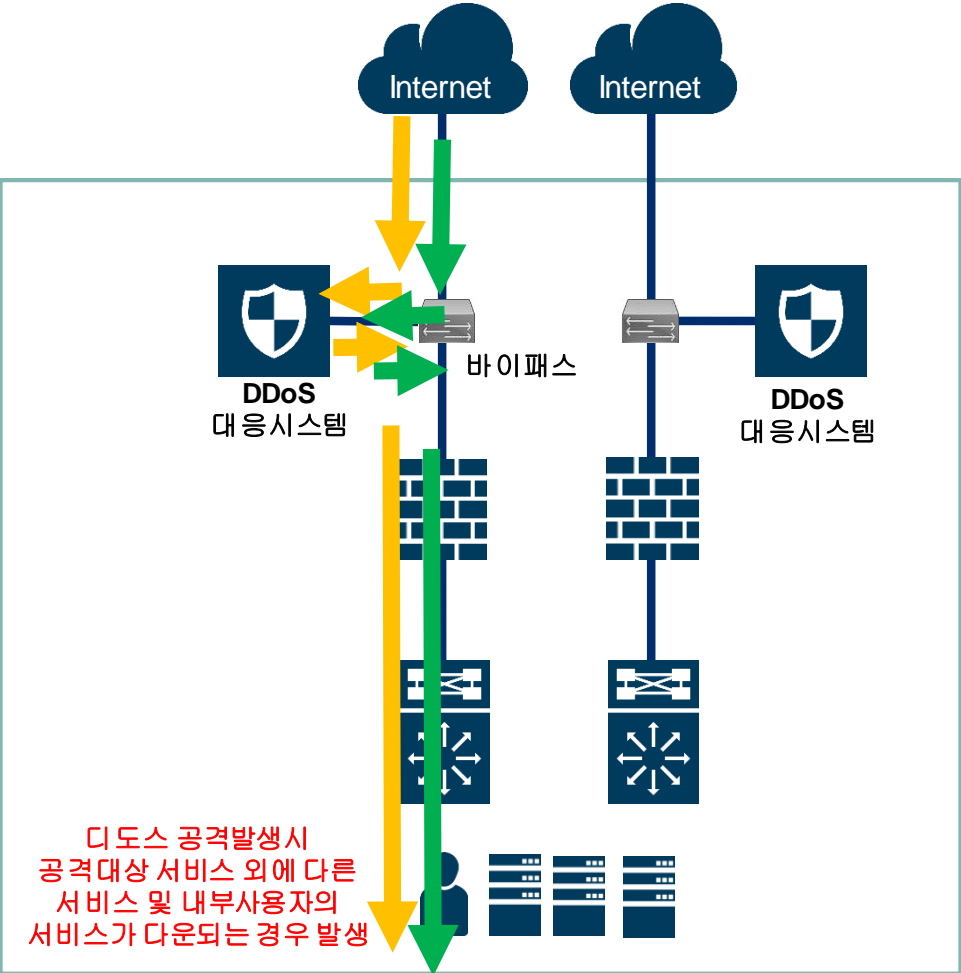 Internet
Internet
바이패스
DDoS
대응시스템
DDoS
대응시스템
디도스 공격발생시
공격대상 서비스 외에 다른
서비스 및 내부사용자의
서비스가 다운되는 경우 발생